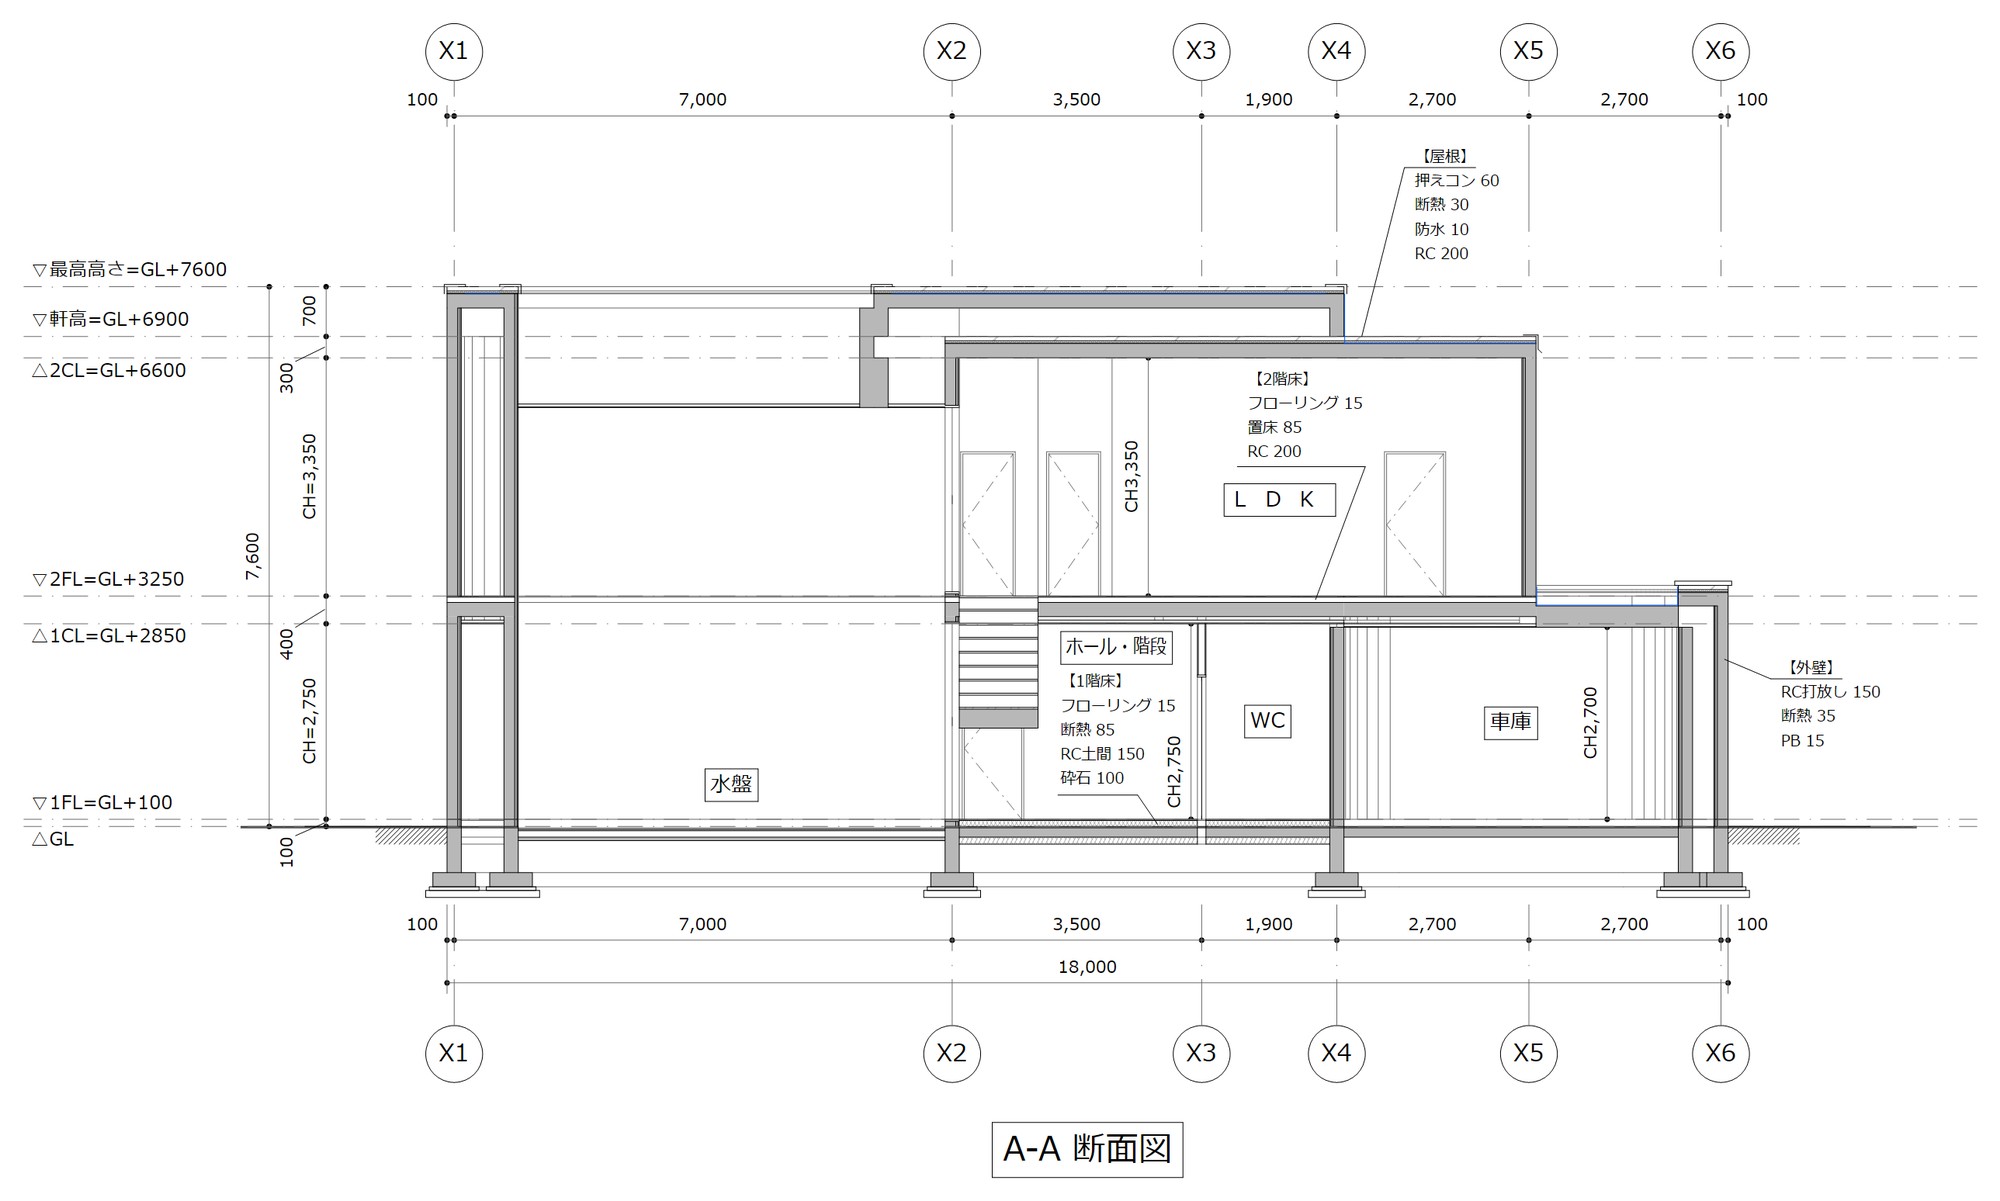 X1
X2
X3
X4
X5
X6
100
7,000
3,500
1,900
2,700
2,700
100
【屋根】
押えコン 60
断熱 30
防水 10
RC 200
▽最高高さ=GL+7600
▽軒高=GL+6900
△2CL=GL+6600
▽2FL=GL+3250
△1CL=GL+2850
▽1FL=GL+100
△GL
7,600
700
300
CH=3,350
400
CH=2,750
100
【2階床】
フローリング 15
置床 85
RC 200
CH3,350
L D K
ホール・階段
【1階床】
フローリング 15
断熱 85
RC土間 150
砕石 100
CH2,750
WC
車庫
CH2,700
水盤
【外壁】
RC打放し 150
断熱 35
PB 15
100
7,000
3,500
1,900
2,700
2,700
100
18,000
X1
X2
X3
X4
X5
X6
A-A 断面図